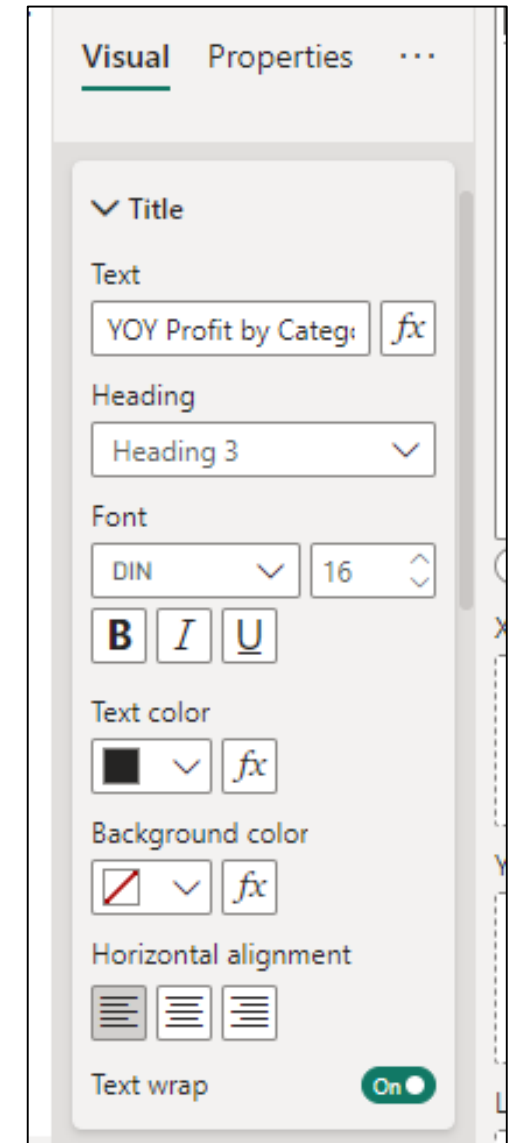 Visual Properties ...
Title
Text
YOY Profit by Catego fx
Heading
Heading 3
Font
DIN 16
B I U
Text color
fx
Background color
fx
Horizontal alignment
Text wrap On
X
Y
L